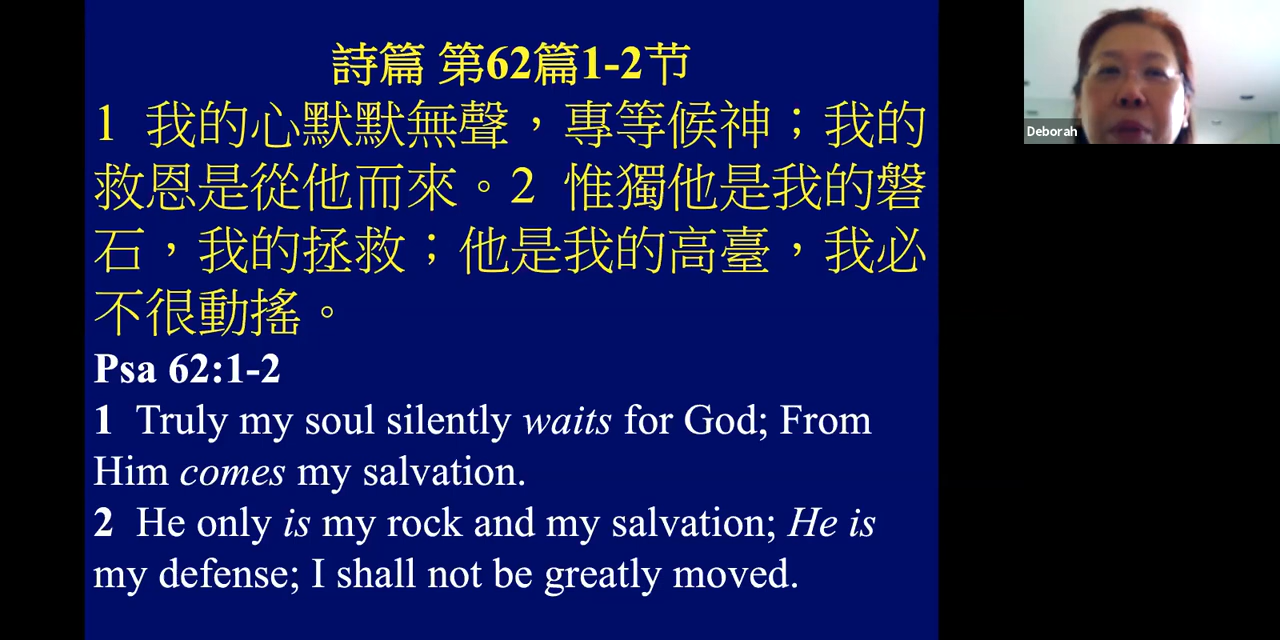 詩篇 第62篇1-2节
1 我的心默默無聲，專等候神；我的
救恩是從他而來。2 惟獨他是我的磐
石，我的拯救；他是我的高臺，我必
不很動搖。
Psa 62:1-2
1 Truly my soul silently waits for God; From
Him comes my salvation.
2 He only is my rock and my salvation; He is
my defense; I shall not be greatly moved.
Deborah